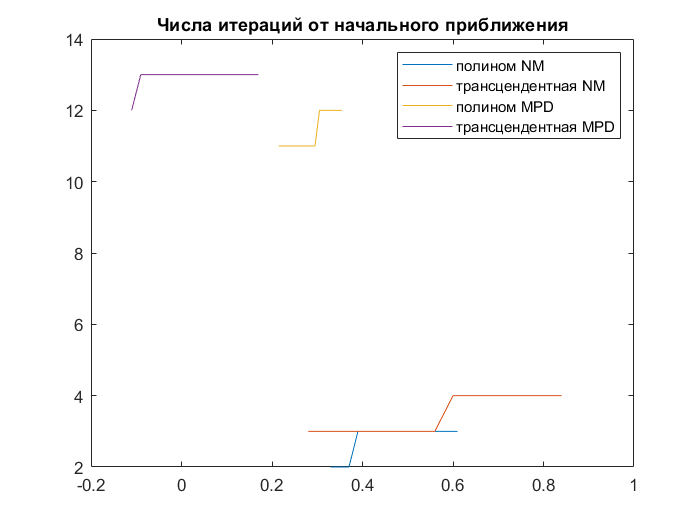 Числа итераций от начального приближения
14
12
10
8
6
4
2
-0.2
0
0.2
0.4
0.6
0.8
1
полином NM
трансцендентная NM
полином MPD
трансцендентная MPD